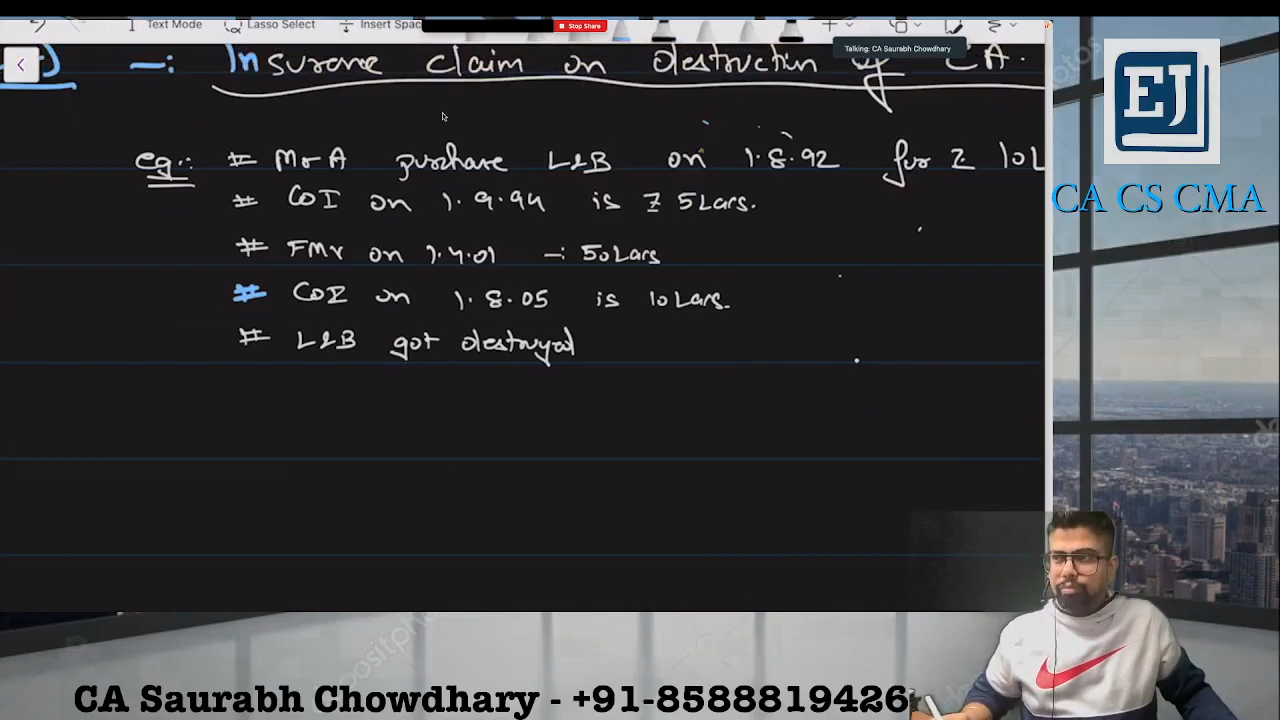 Text Mode Lasso Select Insert Spac
Stop Share
Talking: CA Saurabh Chowdhary
—: Insurance claim on destruction of CA.
eg:- # Mr A purchase L&B on 1.8.92 for ₹ 10L
# COI on 1.9.94 is ₹ 5Lacs.
# FMV on 1.4.01 —: 50Lacs
# COI on 1.8.05 is 10Lacs.
# L&B got destroyed
EJ
CA CS CMA
CA Saurabh Chowdhary - +91-8588819426